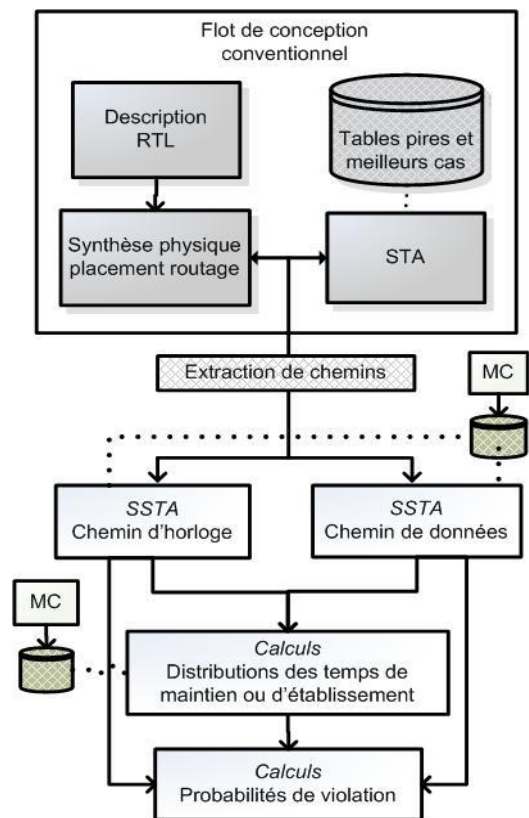 Flot de conception
conventionnel
Description
RTL
Tables pires et
meilleurs cas
Synthèse physique
placement routage
STA
Extraction de chemins
MC
SSTA
Chemin d'horloge
SSTA
Chemin de données
MC
Calculs
Distributions des temps de
maintien ou d'établissement
Calculs
Probabilités de violation